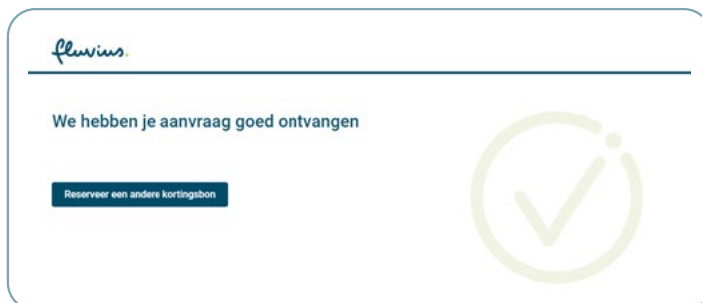 fluvius.
We hebben je aanvraag goed ontvangen
Reserveer een andere kortingsbon